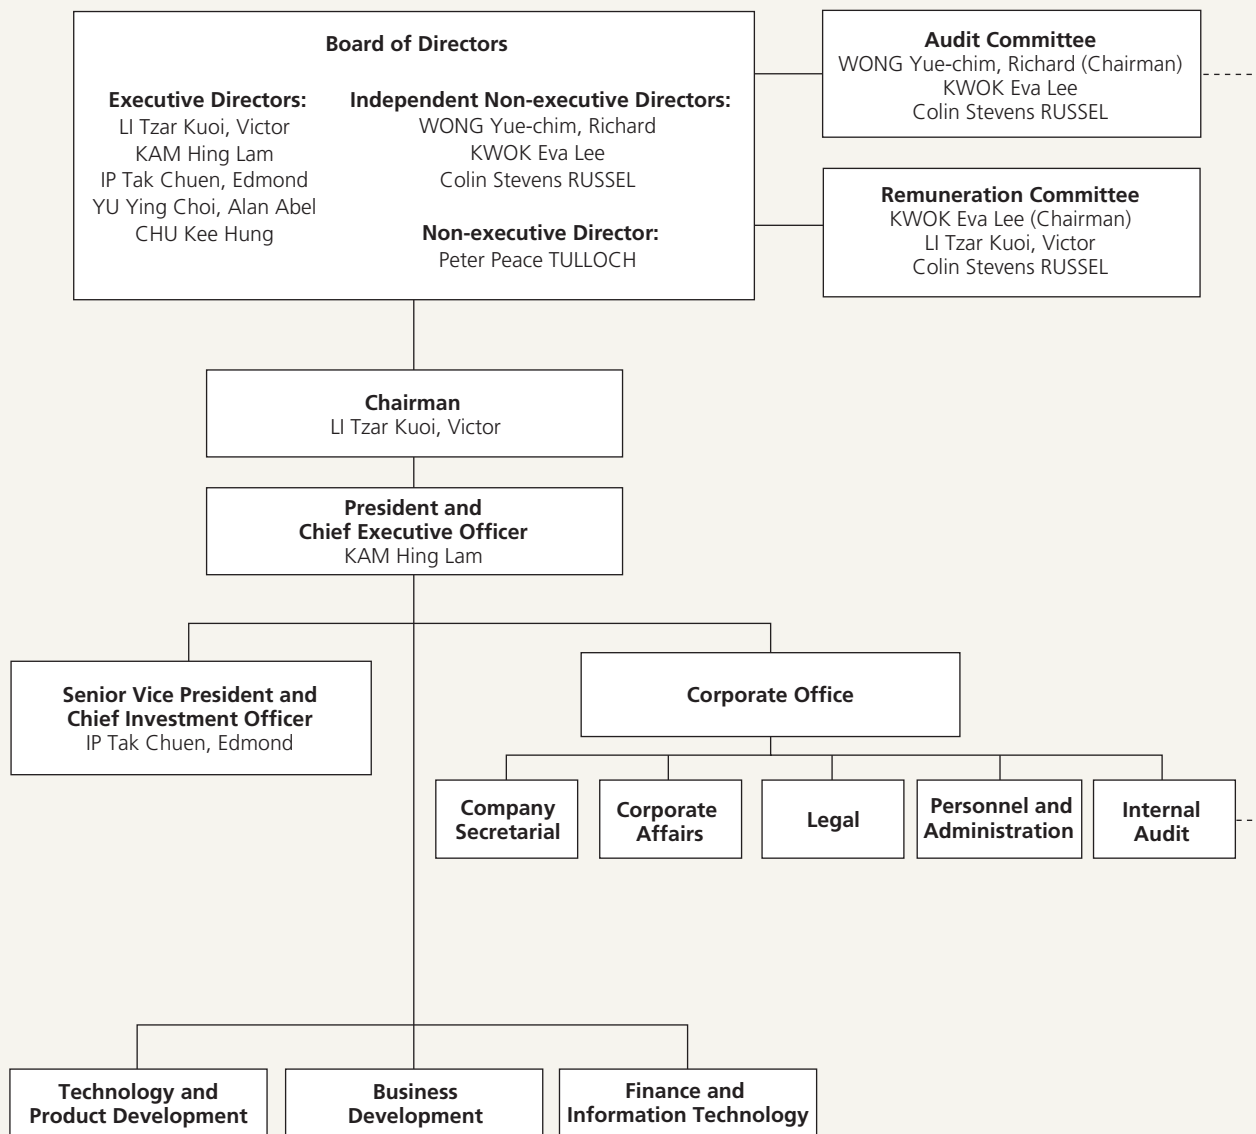 Board of Directors
Executive Directors:
LI Tzar Kuoi, Victor
KAM Hing Lam
IP Tak Chuen, Edmond
YU Ying Choi, Alan Abel
CHU Kee Hung
Independent Non-executive Directors:
WONG Yue-chim, Richard
KWOK Eva Lee
Colin Stevens RUSSEL
Non-executive Director:
Peter Peace TULLOCH
Audit Committee
WONG Yue-chim, Richard (Chairman)
KWOK Eva Lee
Colin Stevens RUSSEL
Remuneration Committee
KWOK Eva Lee (Chairman)
LI Tzar Kuoi, Victor
Colin Stevens RUSSEL
Chairman
LI Tzar Kuoi, Victor
President and
Chief Executive Officer
KAM Hing Lam
Senior Vice President and
Chief Investment Officer
IP Tak Chuen, Edmond
Corporate Office
Company
Secretarial
Corporate
Affairs
Legal
Personnel and
Administration
Internal
Audit
Technology and
Product Development
Business
Development
Finance and
Information Technology